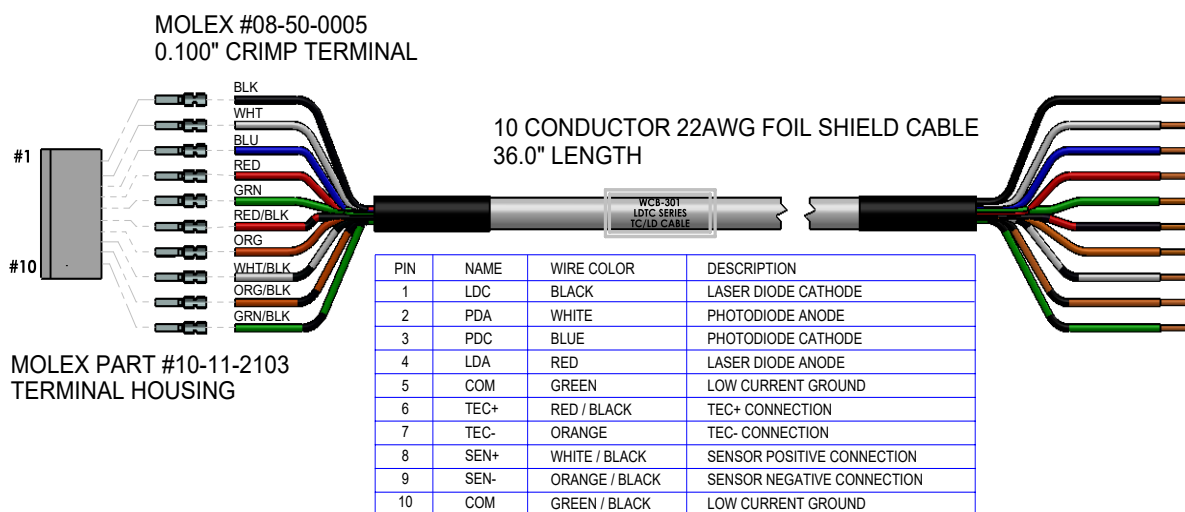 MOLEX #08-50-0005
0.100" CRIMP TERMINAL
BLK
WHT
BLU
RED
GRN
RED/BLK
ORG
WHT/BLK
ORG/BLK
GRN/BLK
#1
#10
MOLEX PART #10-11-2103
TERMINAL HOUSING
10 CONDUCTOR 22AWG FOIL SHIELD CABLE
36.0" LENGTH
WCB-301
LDTC SERIES
TC/LD CABLE
PIN NAME WIRE COLOR DESCRIPTION
1 LDC BLACK LASER DIODE CATHODE
2 PDA WHITE PHOTODIODE ANODE
3 PDC BLUE PHOTODIODE CATHODE
4 LDA RED LASER DIODE ANODE
5 COM GREEN LOW CURRENT GROUND
6 TEC+ RED / BLACK TEC+ CONNECTION
7 TEC- ORANGE TEC- CONNECTION
8 SEN+ WHITE / BLACK SENSOR POSITIVE CONNECTION
9 SEN- ORANGE / BLACK SENSOR NEGATIVE CONNECTION
10 COM GREEN / BLACK LOW CURRENT GROUND